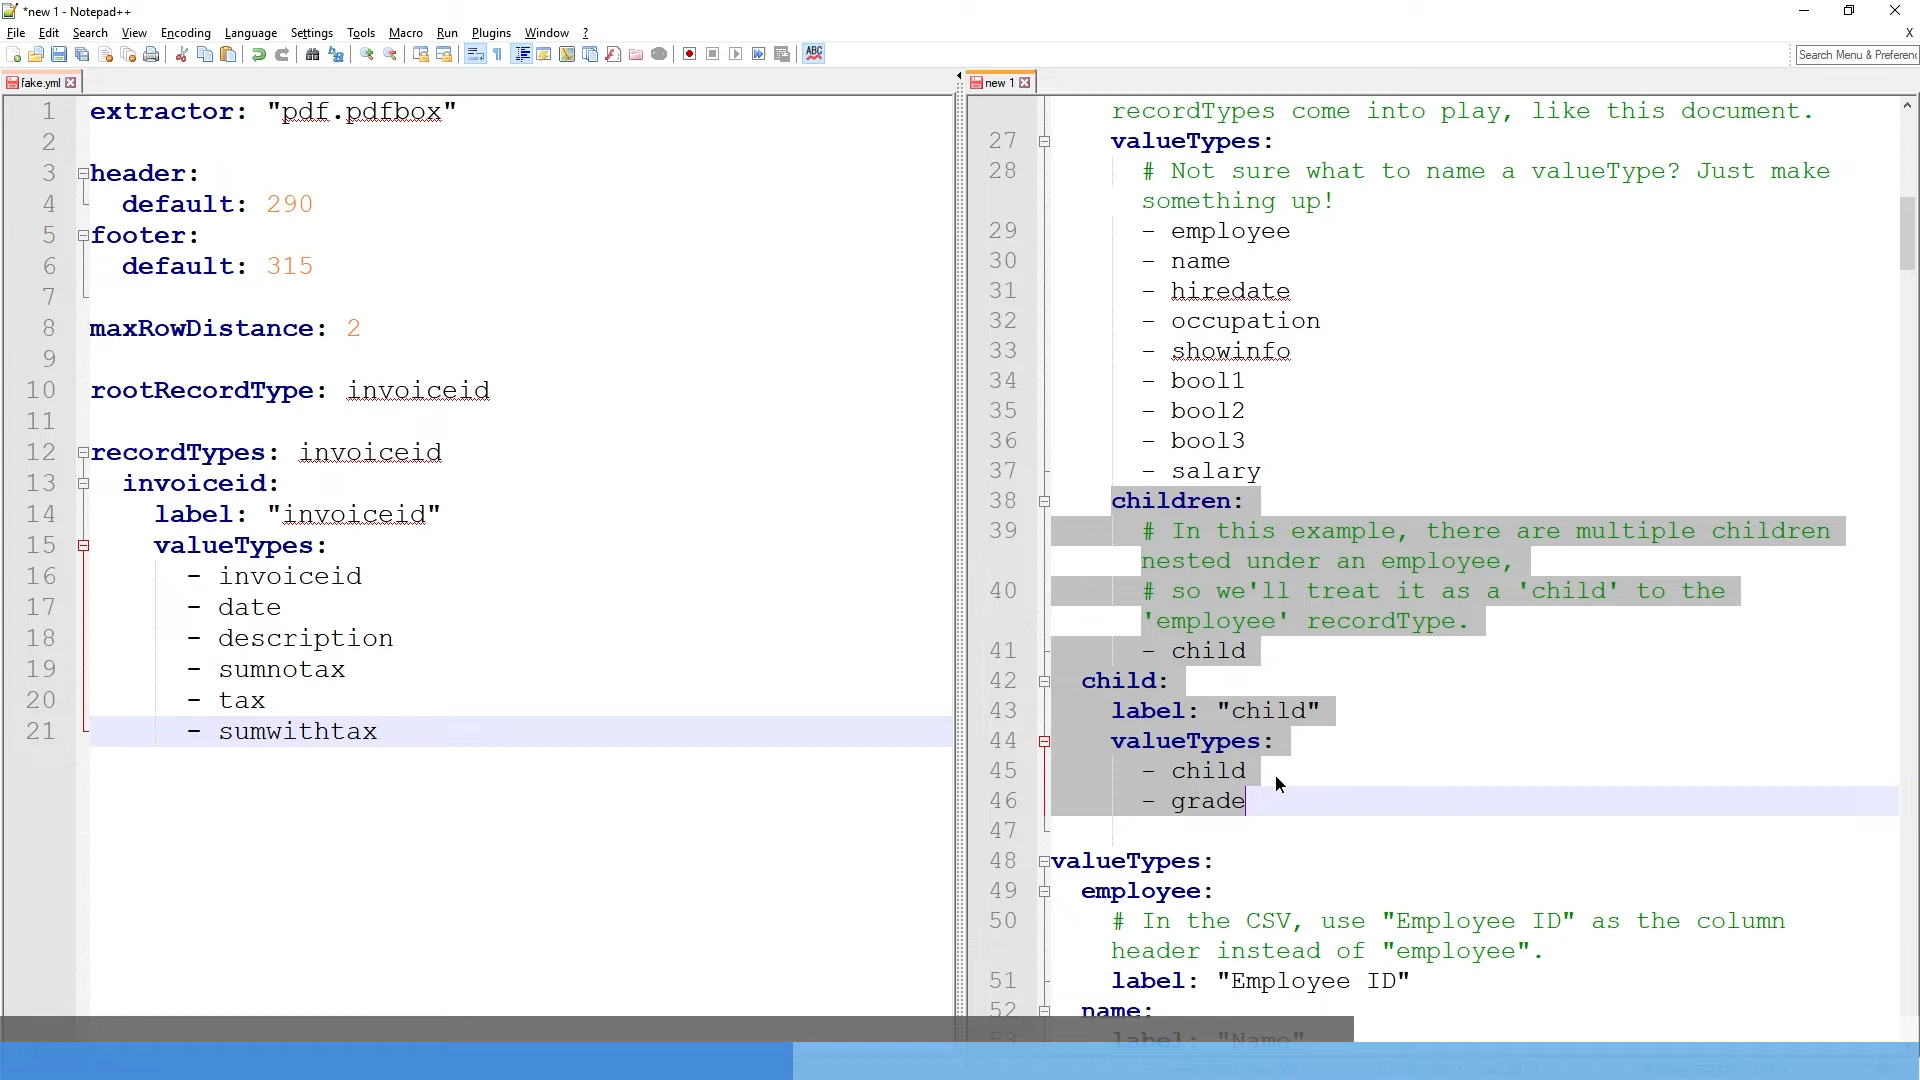 *new 1 - Notepad++
File Edit Search View Encoding Language Settings Tools Macro Run Plugins Window ? X
ABC Search Menu & Preferenc
fake.yml
1 extractor: "pdf.pdfbox"
2
3 header:
4 default: 290
5 footer:
6 default: 315
7
8 maxRowDistance: 2
9
10 rootRecordType: invoiceid
11
12 recordTypes: invoiceid
13 invoiceid:
14 label: "invoiceid"
15 valueTypes:
16 - invoiceid
17 - date
18 - description
19 - sumnotax
20 - tax
21 - sumwithtax
new 1
recordTypes come into play, like this document.
27 valueTypes:
28 # Not sure what to name a valueType? Just make
something up!
29 - employee
30 - name
31 - hiredate
32 - occupation
33 - showinfo
34 - bool1
35 - bool2
36 - bool3
37 - salary
38 children:
39 # In this example, there are multiple children
nested under an employee,
40 # so we'll treat it as a 'child' to the
'employee' recordType.
41 - child
42 child:
43 label: "child"
44 valueTypes:
45 - child
46 - grade
47
48 valueTypes:
49 employee:
50 # In the CSV, use "Employee ID" as the column
header instead of "employee".
51 label: "Employee ID"
52 name:
53 label: "Name"